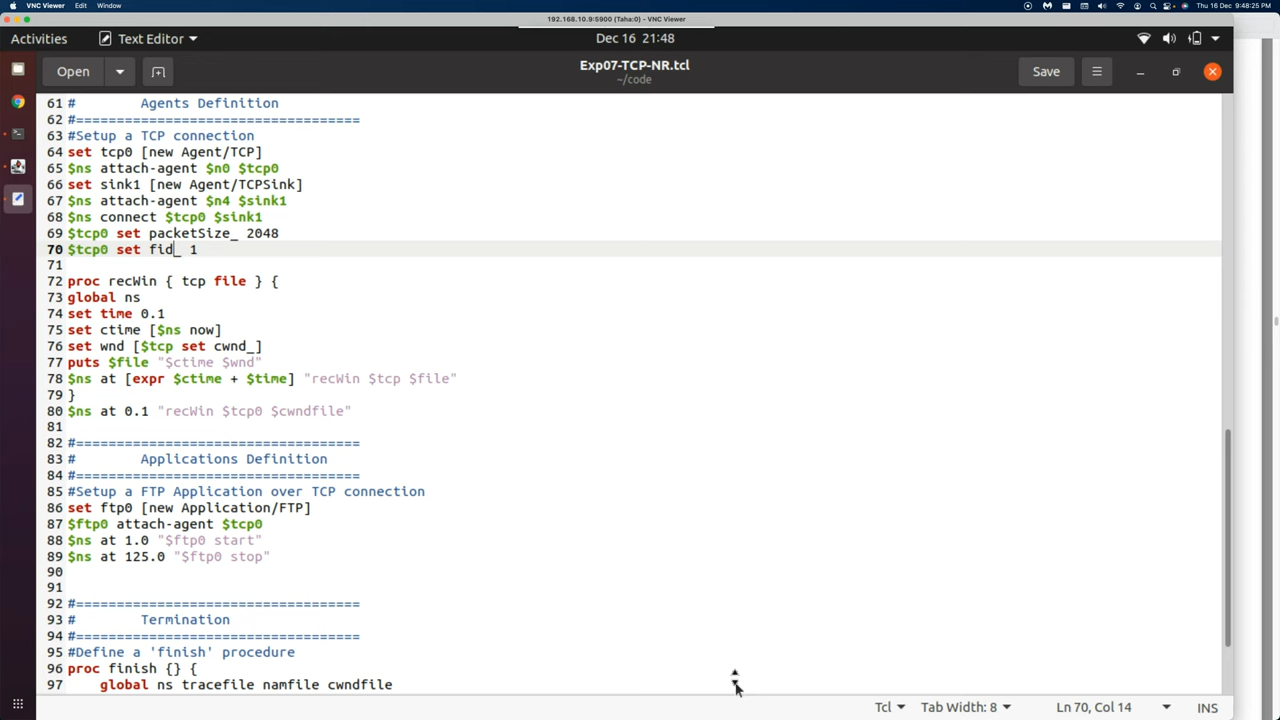 VNC Viewer Edit Window Thu 16 Dec 9:48:25 PM
192.168.10.9:5900 (Taha:0) - VNC Viewer
Activities Text Editor Dec 16 21:48
Open Exp07-TCP-NR.tcl Save
~/code
61 # Agents Definition
62 #===================================
63 #Setup a TCP connection
64 set tcp0 [new Agent/TCP]
65 $ns attach-agent $n0 $tcp0
66 set sink1 [new Agent/TCPSink]
67 $ns attach-agent $n4 $sink1
68 $ns connect $tcp0 $sink1
69 $tcp0 set packetSize_ 2048
70 $tcp0 set fid_ 1
71
72 proc recWin { tcp file } {
73 global ns
74 set time 0.1
75 set ctime [$ns now]
76 set wnd [$tcp set cwnd_]
77 puts $file "$ctime $wnd"
78 $ns at [expr $ctime + $time] "recWin $tcp $file"
79 }
80 $ns at 0.1 "recWin $tcp0 $cwndfile"
81
82 #===================================
83 # Applications Definition
84 #===================================
85 #Setup a FTP Application over TCP connection
86 set ftp0 [new Application/FTP]
87 $ftp0 attach-agent $tcp0
88 $ns at 1.0 "$ftp0 start"
89 $ns at 125.0 "$ftp0 stop"
90
91
92 #===================================
93 # Termination
94 #===================================
95 #Define a 'finish' procedure
96 proc finish {} {
97 global ns tracefile namfile cwndfile
Tcl Tab Width: 8 Ln 70, Col 14 INS